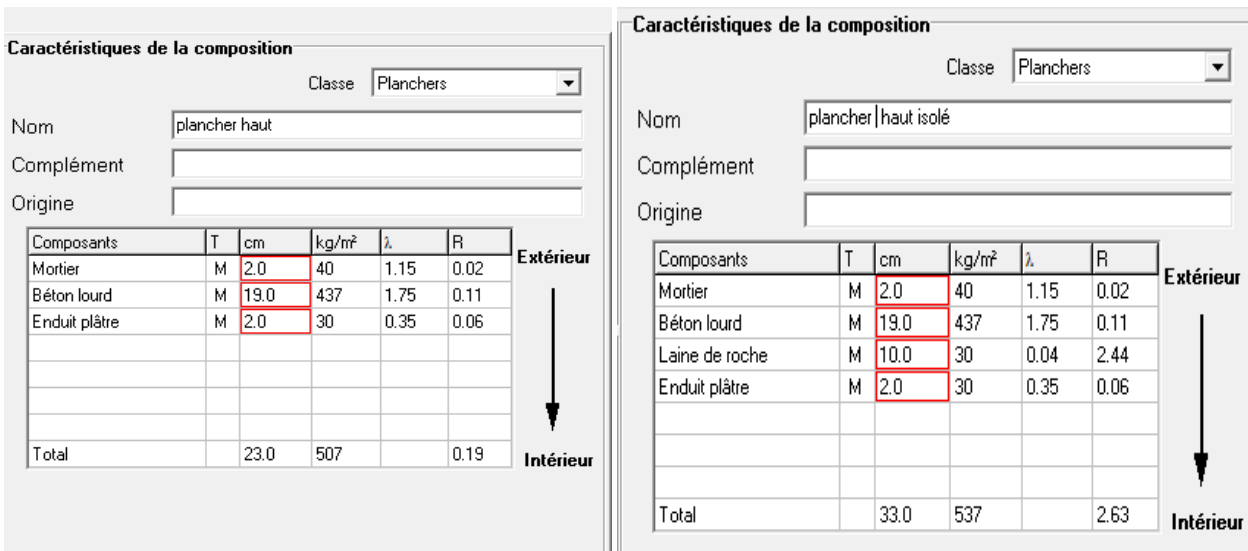 Caractéristiques de la composition
Classe Planchers
Nom plancher haut
Complément
Origine
Composants T cm kg/m² λ R
Extérieur
Mortier M 2.0 40 1.15 0.02
Béton lourd M 19.0 437 1.75 0.11
Enduit plâtre M 2.0 30 0.35 0.06
Total 23.0 507 0.19
Intérieur
Caractéristiques de la composition
Classe Planchers
Nom plancher haut isolé
Complément
Origine
Composants T cm kg/m² λ R
Extérieur
Mortier M 2.0 40 1.15 0.02
Béton lourd M 19.0 437 1.75 0.11
Laine de roche M 10.0 30 0.04 2.44
Enduit plâtre M 2.0 30 0.35 0.06
Total 33.0 537 2.63
Intérieur